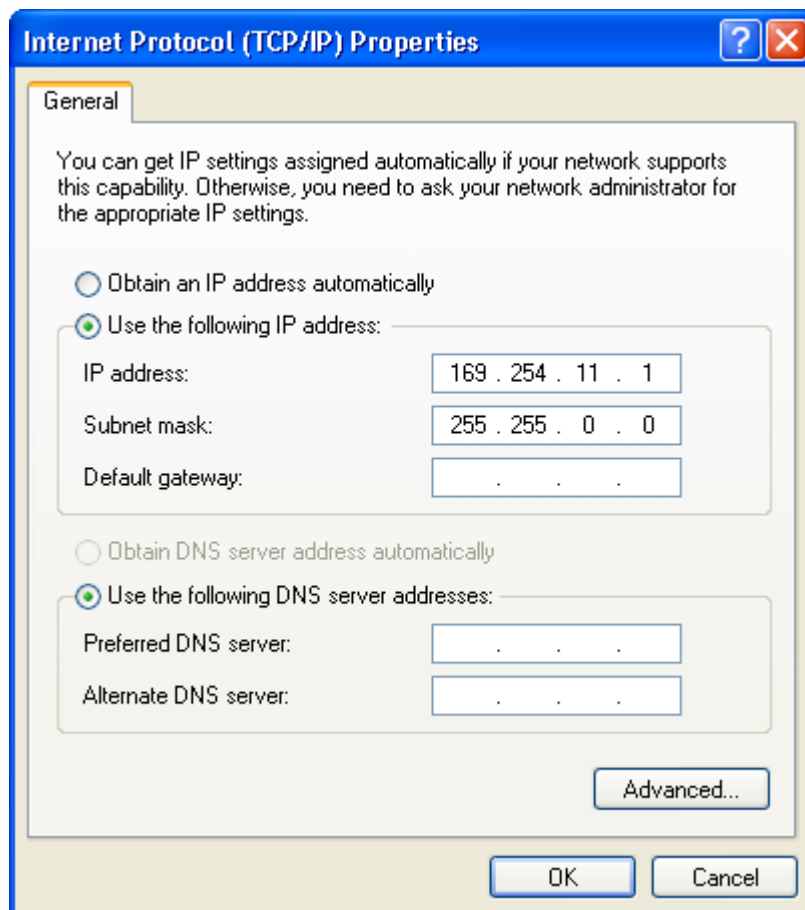 Internet Protocol (TCP/IP) Properties
?
General
You can get IP settings assigned automatically if your network supports
this capability. Otherwise, you need to ask your network administrator for
the appropriate IP settings.
Obtain an IP address automatically
Use the following IP address:
IP address: 169 . 254 . 11 . 1
Subnet mask: 255 . 255 . 0 . 0
Default gateway: . . .
Obtain DNS server address automatically
Use the following DNS server addresses:
Preferred DNS server: . . .
Alternate DNS server: . . .
Advanced...
OK Cancel